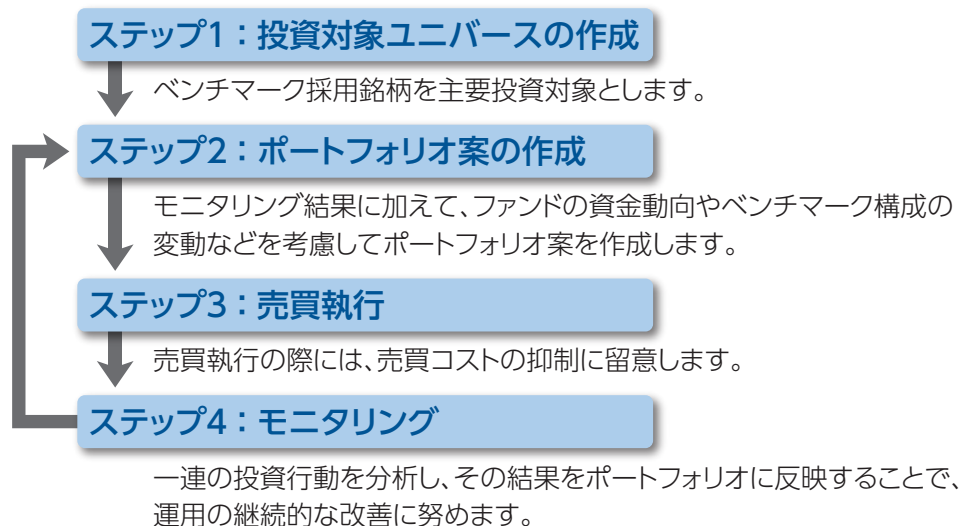 ステップ1：投資対象ユニバースの作成
ベンチマーク採用銘柄を主要投資対象とします。
ステップ2：ポートフォリオ案の作成
モニタリング結果に加えて、ファンドの資金動向やベンチマーク構成の
変動などを考慮してポートフォリオ案を作成します。
ステップ3：売買執行
売買執行の際には、売買コストの抑制に留意します。
ステップ4：モニタリング
一連の投資行動を分析し、その結果をポートフォリオに反映することで、
運用の継続的な改善に努めます。